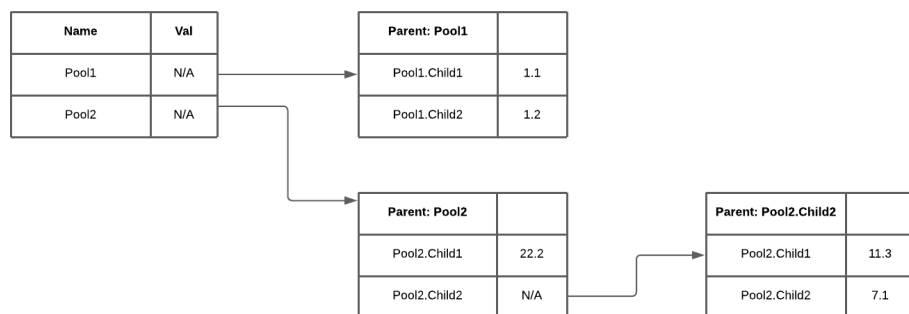 Name Val
Pool1 N/A
Pool2 N/A
Parent: Pool1
Pool1.Child1 1.1
Pool1.Child2 1.2
Parent: Pool2
Pool2.Child1 22.2
Pool2.Child2 N/A
Parent: Pool2.Child2
Pool2.Child1 11.3
Pool2.Child2 7.1